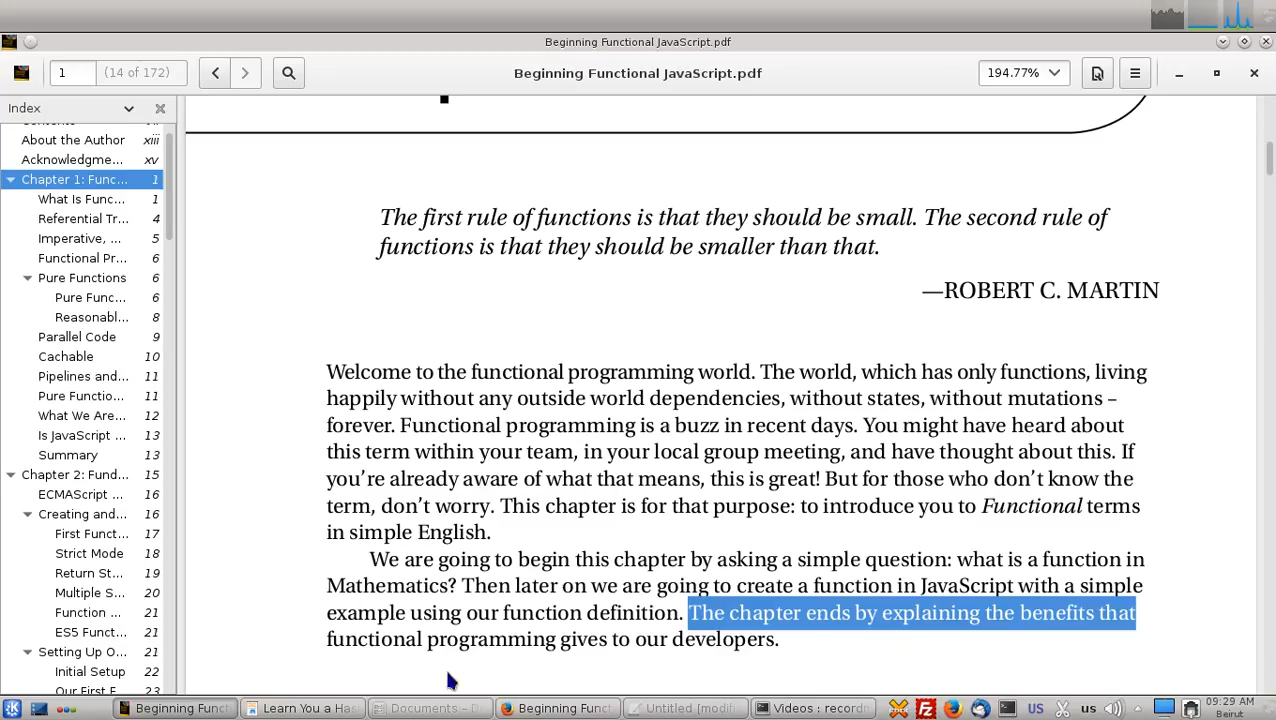 Beginning Functional JavaScript.pdf
1 (14 of 172) Beginning Functional JavaScript.pdf 194.77%
Index
About the Author xiii
Acknowledgme... xv
Chapter 1: Func... 1
What Is Func... 1
Referential Tr... 4
Imperative, ... 5
Functional Pr... 6
Pure Functions 6
Pure Func... 6
Reasonabl... 8
Parallel Code 9
Cachable 10
Pipelines and... 11
Pure Functio... 11
What We Are... 12
Is JavaScript ... 13
Summary 13
Chapter 2: Fund... 15
ECMAScript ... 16
Creating and... 16
First Funct... 17
Strict Mode 18
Return St... 19
Multiple S... 20
Function ... 21
ES5 Funct... 21
Setting Up O... 21
Initial Setup 22
Our First F... 23
The first rule of functions is that they should be small. The second rule of
functions is that they should be smaller than that.
—ROBERT C. MARTIN
Welcome to the functional programming world. The world, which has only functions, living
happily without any outside world dependencies, without states, without mutations –
forever. Functional programming is a buzz in recent days. You might have heard about
this term within your team, in your local group meeting, and have thought about this. If
you’re already aware of what that means, this is great! But for those who don’t know the
term, don’t worry. This chapter is for that purpose: to introduce you to Functional terms
in simple English.
We are going to begin this chapter by asking a simple question: what is a function in
Mathematics? Then later on we are going to create a function in JavaScript with a simple
example using our function definition. The chapter ends by explaining the benefits that
functional programming gives to our developers.
Beginning Funct Learn You a Has Documents – D Beginning Func Untitled [modif Videos : record US us 09:29 AM
Beirut